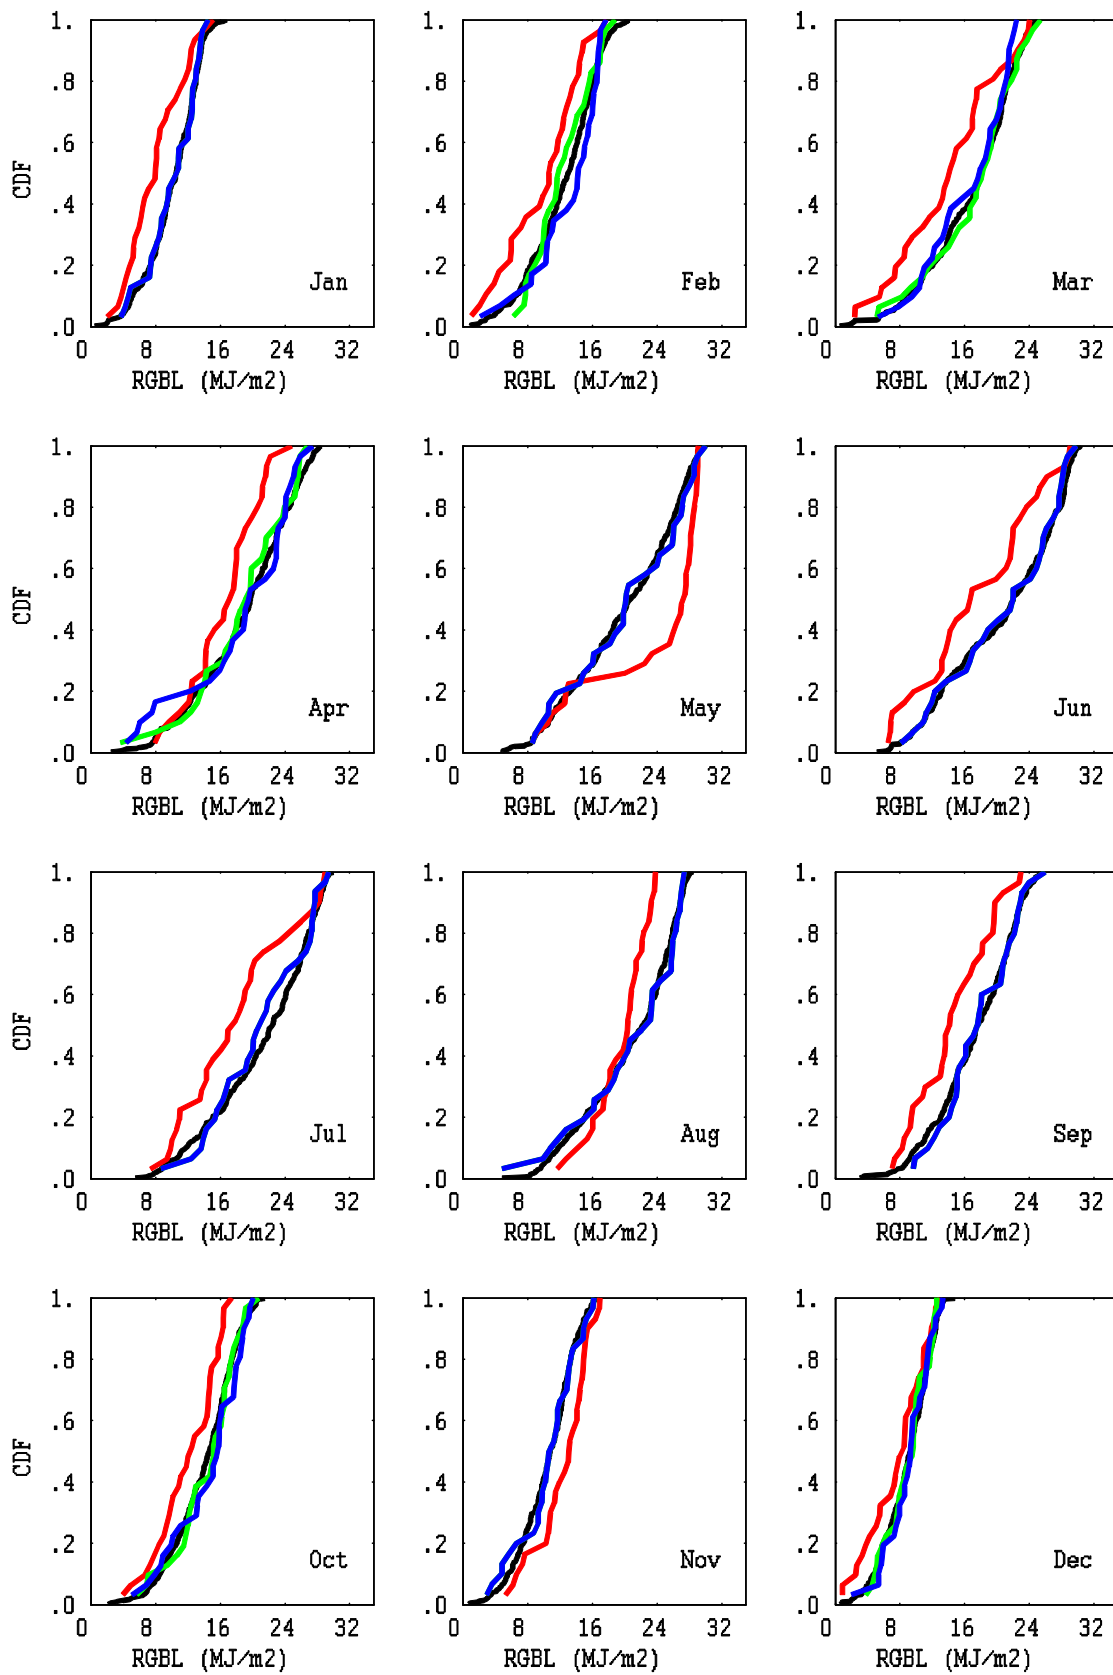 1. 1. 1.
.8 .8 .8
.6 .6 .6
CDF
.4 .4 .4
.2 .2 .2
Jan Feb Mar
.0 .0 .0
0 8 16 24 32 0 8 16 24 32 0 8 16 24 32
RGBL (MJ/m2) RGBL (MJ/m2) RGBL (MJ/m2)
1. 1. 1.
.8 .8 .8
.6 .6 .6
CDF
.4 .4 .4
.2 .2 .2
Apr May Jun
.0 .0 .0
0 8 16 24 32 0 8 16 24 32 0 8 16 24 32
RGBL (MJ/m2) RGBL (MJ/m2) RGBL (MJ/m2)
1. 1. 1.
.8 .8 .8
.6 .6 .6
CDF
.4 .4 .4
.2 .2 .2
Jul Aug Sep
.0 .0 .0
0 8 16 24 32 0 8 16 24 32 0 8 16 24 32
RGBL (MJ/m2) RGBL (MJ/m2) RGBL (MJ/m2)
1. 1. 1.
.8 .8 .8
.6 .6 .6
CDF
.4 .4 .4
.2 .2 .2
Oct Nov Dec
.0 .0 .0
0 8 16 24 32 0 8 16 24 32 0 8 16 24 32
RGBL (MJ/m2) RGBL (MJ/m2) RGBL (MJ/m2)